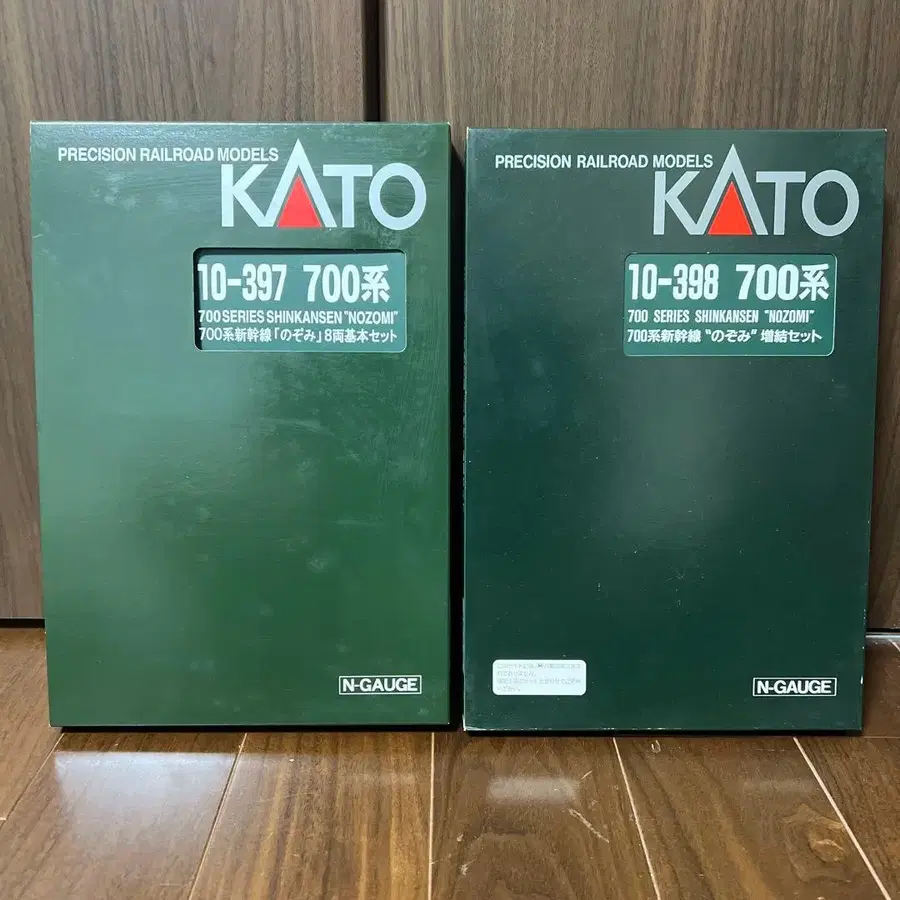 PRECISION RAILROAD MODELS
KATO
10-397 700系
700 SERIES SHINKANSEN "NOZOMI"
700系新幹線「のぞみ」8両基本セット
N-GAUGE
PRECISION RAILROAD MODELS
KATO
10-398 700系
700 SERIES SHINKANSEN "NOZOMI"
700系新幹線“のぞみ”増結セット
N-GAUGE